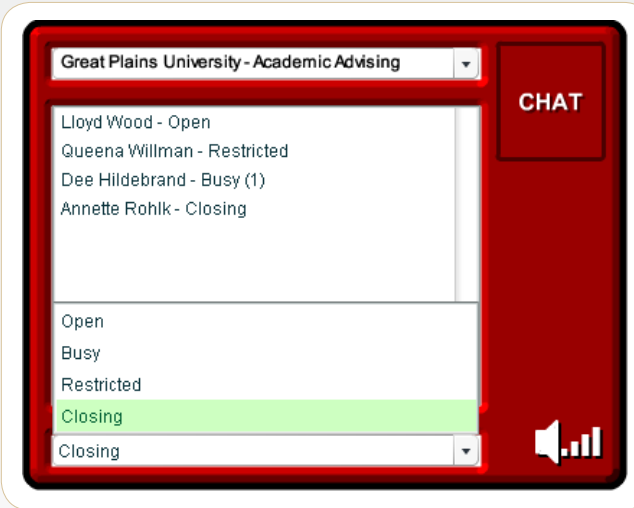 Great Plains University - Academic Advising
CHAT
Lloyd Wood - Open
Queena Willman - Restricted
Dee Hildebrand - Busy (1)
Annette Rohlk - Closing
Open
Busy
Restricted
Closing
Closing